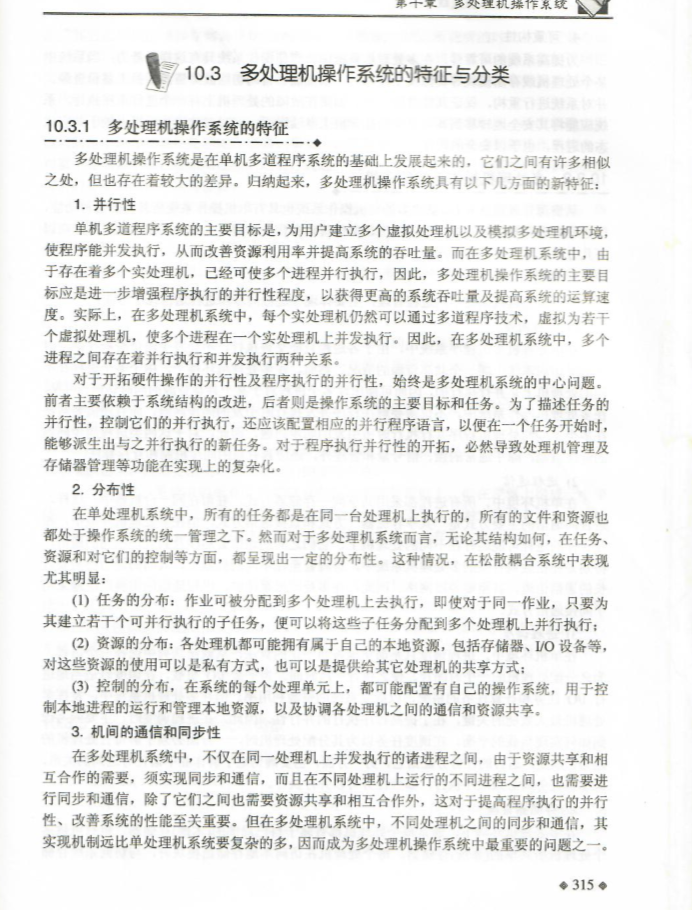 第十章 多处理机操作系统
10.3 多处理机操作系统的特征与分类
10.3.1 多处理机操作系统的特征
多处理机操作系统是在单机多道程序系统的基础上发展起来的，它们之间有许多相似
之处，但也存在着较大的差异。归纳起来，多处理机操作系统具有以下几方面的新特征：
1. 并行性
单机多道程序系统的主要目标是，为用户建立多个虚拟处理机以及模拟多处理机环境，
使程序能并发执行，从而改善资源利用率并提高系统的吞吐量。而在多处理机系统中，由
于存在着多个实处理机，已经可使多个进程并行执行，因此，多处理机操作系统的主要目
标应是进一步增强程序执行的并行性程度，以获得更高的系统吞吐量及提高系统的运算速
度。实际上，在多处理机系统中，每个实处理机仍然可以通过多道程序技术，虚拟为若干
个虚拟处理机，使多个进程在一个实处理机上并发执行。因此，在多处理机系统中，多个
进程之间存在着并行执行和并发执行两种关系。
对于开拓硬件操作的并行性及程序执行的并行性，始终是多处理机系统的中心问题。
前者主要依赖于系统结构的改进，后者则是操作系统的主要目标和任务。为了描述任务的
并行性，控制它们的并行执行，还应该配置相应的并行程序语言，以便在一个任务开始时，
能够派生出与之并行执行的新任务。对于程序执行并行性的开拓，必然导致处理机管理及
存储器管理等功能在实现上的复杂化。
2. 分布性
在单处理机系统中，所有的任务都是在同一台处理机上执行的，所有的文件和资源也
都处于操作系统的统一管理之下。然而对于多处理机系统而言，无论其结构如何，在任务、
资源和对它们的控制等方面，都呈现出一定的分布性。这种情况，在松散耦合系统中表现
尤其明显：
(1) 任务的分布：作业可被分配到多个处理机上去执行，即使对于同一作业，只要为
其建立若干个可并行执行的子任务，便可以将这些子任务分配到多个处理机上并行执行；
(2) 资源的分布：各处理机都可能拥有属于自己的本地资源，包括存储器、I/O 设备等，
对这些资源的使用可以是私有方式，也可以是提供给其它处理机的共享方式；
(3) 控制的分布，在系统的每个处理单元上，都可能配置有自己的操作系统，用于控
制本地进程的运行和管理本地资源，以及协调各处理机之间的通信和资源共享。
3. 机间的通信和同步性
在多处理机系统中，不仅在同一处理机上并发执行的诸进程之间，由于资源共享和相
互合作的需要，须实现同步和通信，而且在不同处理机上运行的不同进程之间，也需要进
行同步和通信，除了它们之间也需要资源共享和相互合作外，这对于提高程序执行的并行
性、改善系统的性能至关重要。但在多处理机系统中，不同处理机之间的同步和通信，其
实现机制远比单处理机系统要复杂的多，因而成为多处理机操作系统中最重要的问题之一。
◆315◆